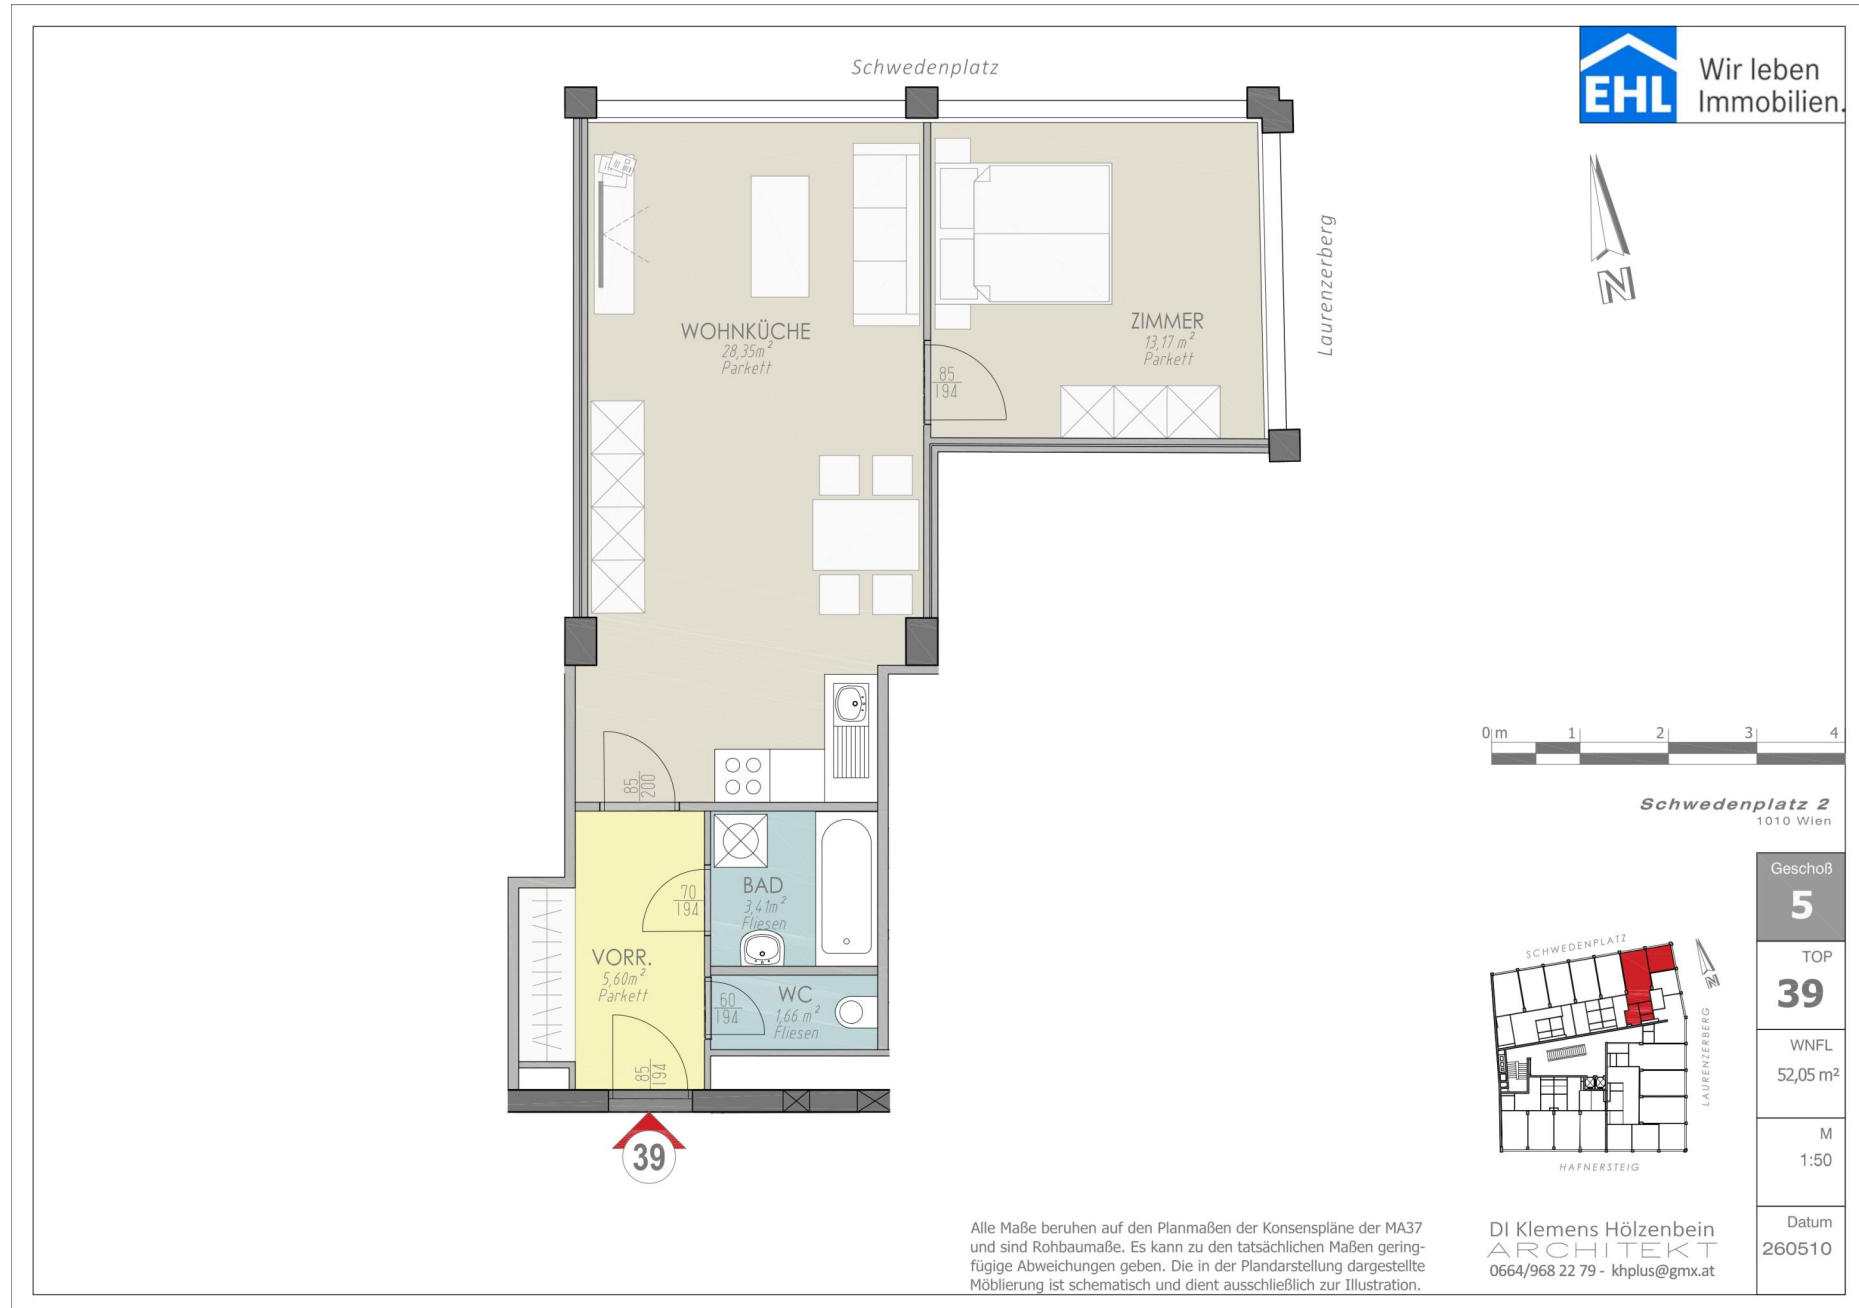 Schwedenplatz
EHL
Wir leben
Immobilien.
N
Laurenzerberg
WOHNKÜCHE
28,35m²
Parkett
ZIMMER
13,17 m²
Parkett
85
194
85
200
0 m 1 2 3 4
Schwedenplatz 2
1010 Wien
BAD
3,41m²
Fliesen
70
194
VORR.
5,60m²
Parkett
WC
1,66 m²
Fliesen
60
194
85
194
39
Geschoß
5
TOP
39
WNFL
52,05 m²
M
1:50
Datum
260510
SCHWEDENPLATZ
N
LAURENZERBERG
HAFNERSTEIG
Alle Maße beruhen auf den Planmaßen der Konsenspläne der MA37
und sind Rohbaumaße. Es kann zu den tatsächlichen Maßen gering-
fügige Abweichungen geben. Die in der Plandarstellung dargestellte
Möblierung ist schematisch und dient ausschließlich zur Illustration.
DI Klemens Hölzenbein
ARCHITEKT
0664/968 22 79 - khplus@gmx.at